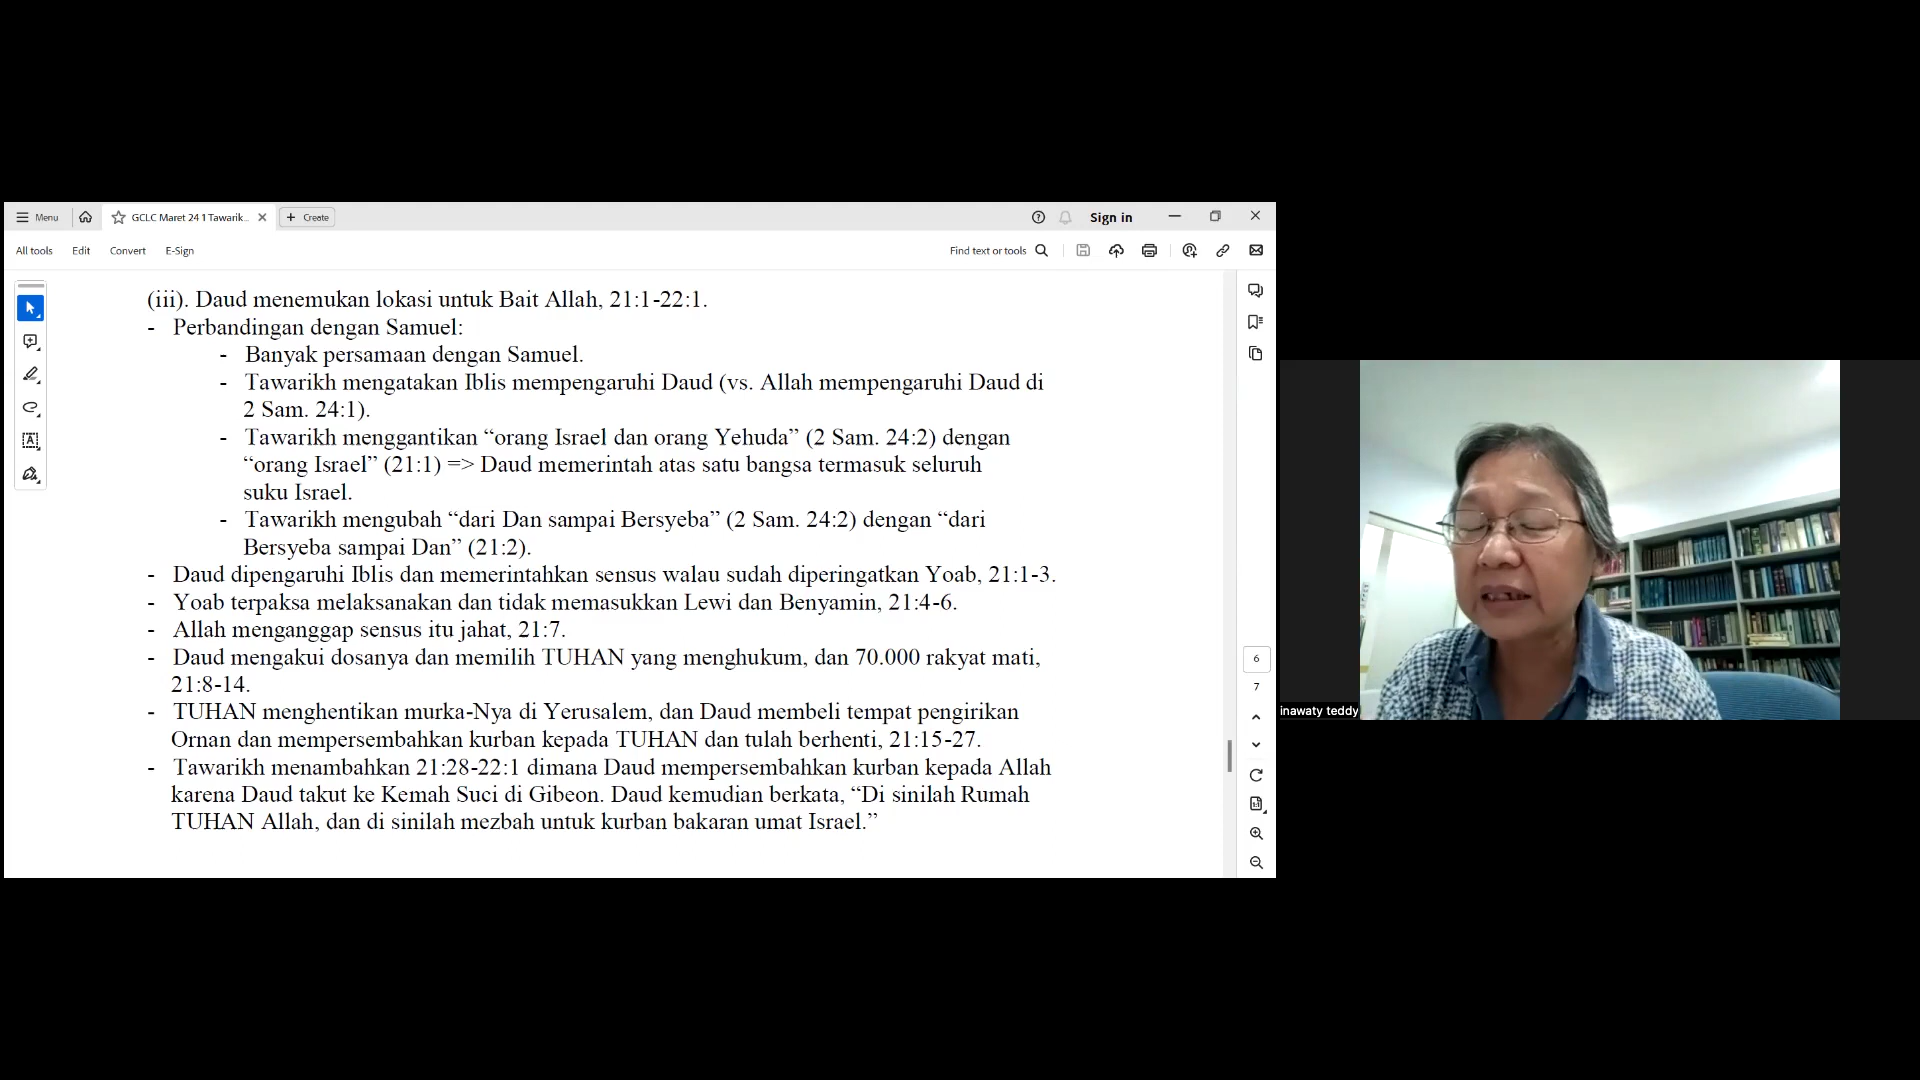 Menu
GCLC Maret 24 1 Tawarik...
Create
Sign in
All tools
Edit
Convert
E-Sign
Find text or tools
(iii). Daud menemukan lokasi untuk Bait Allah, 21:1-22:1.
- Perbandingan dengan Samuel:
- Banyak persamaan dengan Samuel.
- Tawarikh mengatakan Iblis mempengaruhi Daud (vs. Allah mempengaruhi Daud di
2 Sam. 24:1).
- Tawarikh menggantikan “orang Israel dan orang Yehuda” (2 Sam. 24:2) dengan
“orang Israel” (21:1) => Daud memerintah atas satu bangsa termasuk seluruh
suku Israel.
- Tawarikh mengubah “dari Dan sampai Bersyeba” (2 Sam. 24:2) dengan “dari
Bersyeba sampai Dan” (21:2).
- Daud dipengaruhi Iblis dan memerintahkan sensus walau sudah diperingatkan Yoab, 21:1-3.
- Yoab terpaksa melaksanakan dan tidak memasukkan Lewi dan Benyamin, 21:4-6.
- Allah menganggap sensus itu jahat, 21:7.
- Daud mengakui dosanya dan memilih TUHAN yang menghukum, dan 70.000 rakyat mati,
21:8-14.
- TUHAN menghentikan murka-Nya di Yerusalem, dan Daud membeli tempat pengirikan
Ornan dan mempersembahkan kurban kepada TUHAN dan tulah berhenti, 21:15-27.
- Tawarikh menambahkan 21:28-22:1 dimana Daud mempersembahkan kurban kepada Allah
karena Daud takut ke Kemah Suci di Gibeon. Daud kemudian berkata, “Di sinilah Rumah
TUHAN Allah, dan di sinilah mezbah untuk kurban bakaran umat Israel.”
6
7
inawaty teddy